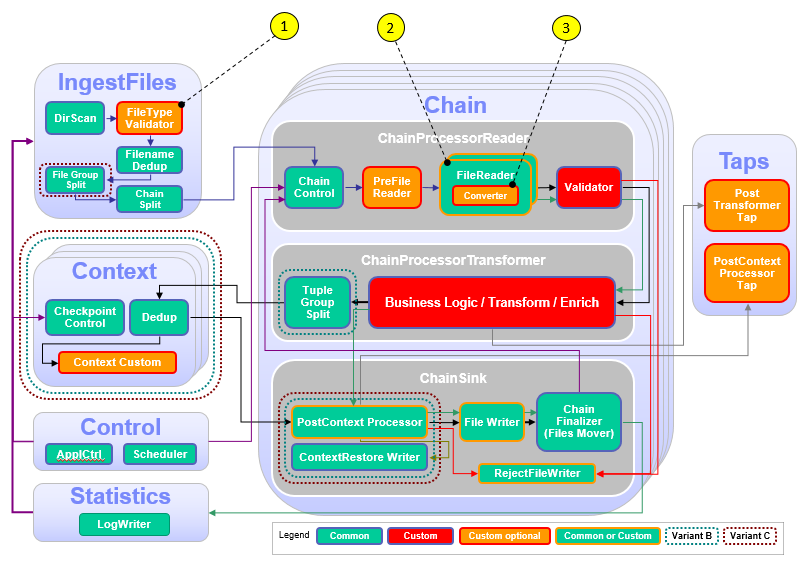 1
2
3
IngestFiles
DirScan
FileType
Validator
Filename
Dedup
File Group
Split
Chain
Split
Chain
ChainProcessorReader
Chain
Control
PreFile
Reader
FileReader
Converter
Validator
Taps
Post
Transformer
Tap
PostContext
Processor
Tap
Context
Checkpoint
Control
Dedup
Context Custom
ChainProcessorTransformer
Tuple
Group
Split
Business Logic / Transform / Enrich
ChainSink
PostContext Processor
File Writer
Chain
Finalizer
(Files Mover)
ContextRestore Writer
RejectFileWriter
Control
ApplCtrl
Scheduler
Statistics
LogWriter
Legend
Common
Custom
Custom optional
Common or Custom
Variant B
Variant C